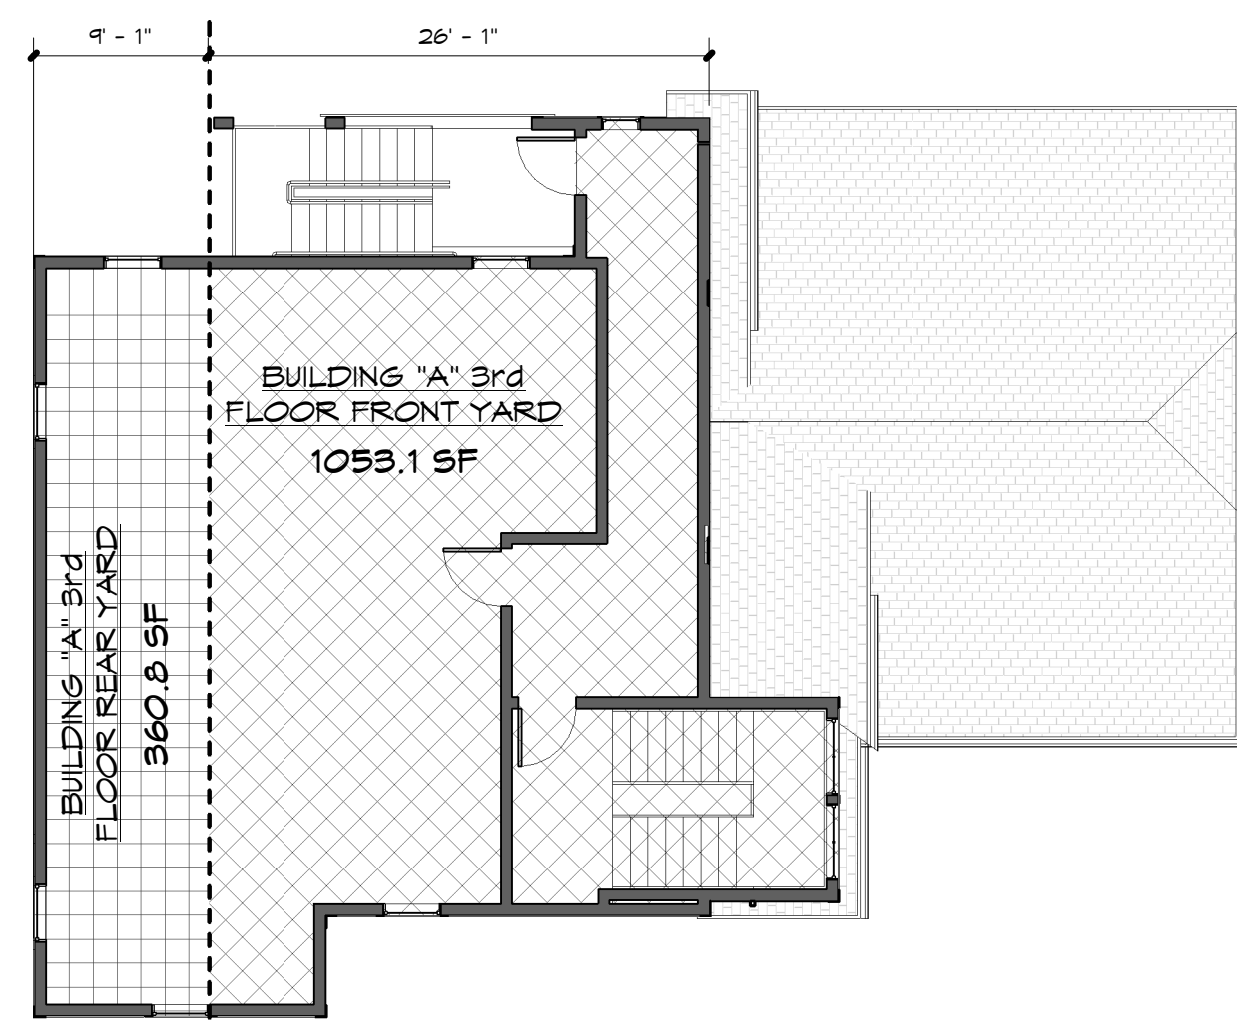 9' - 1"
26' - 1"
BUILDING "A" 3rd
FLOOR FRONT YARD
1053.1 SF
BUILDING "A" 3rd
FLOOR REAR YARD
360.8 SF